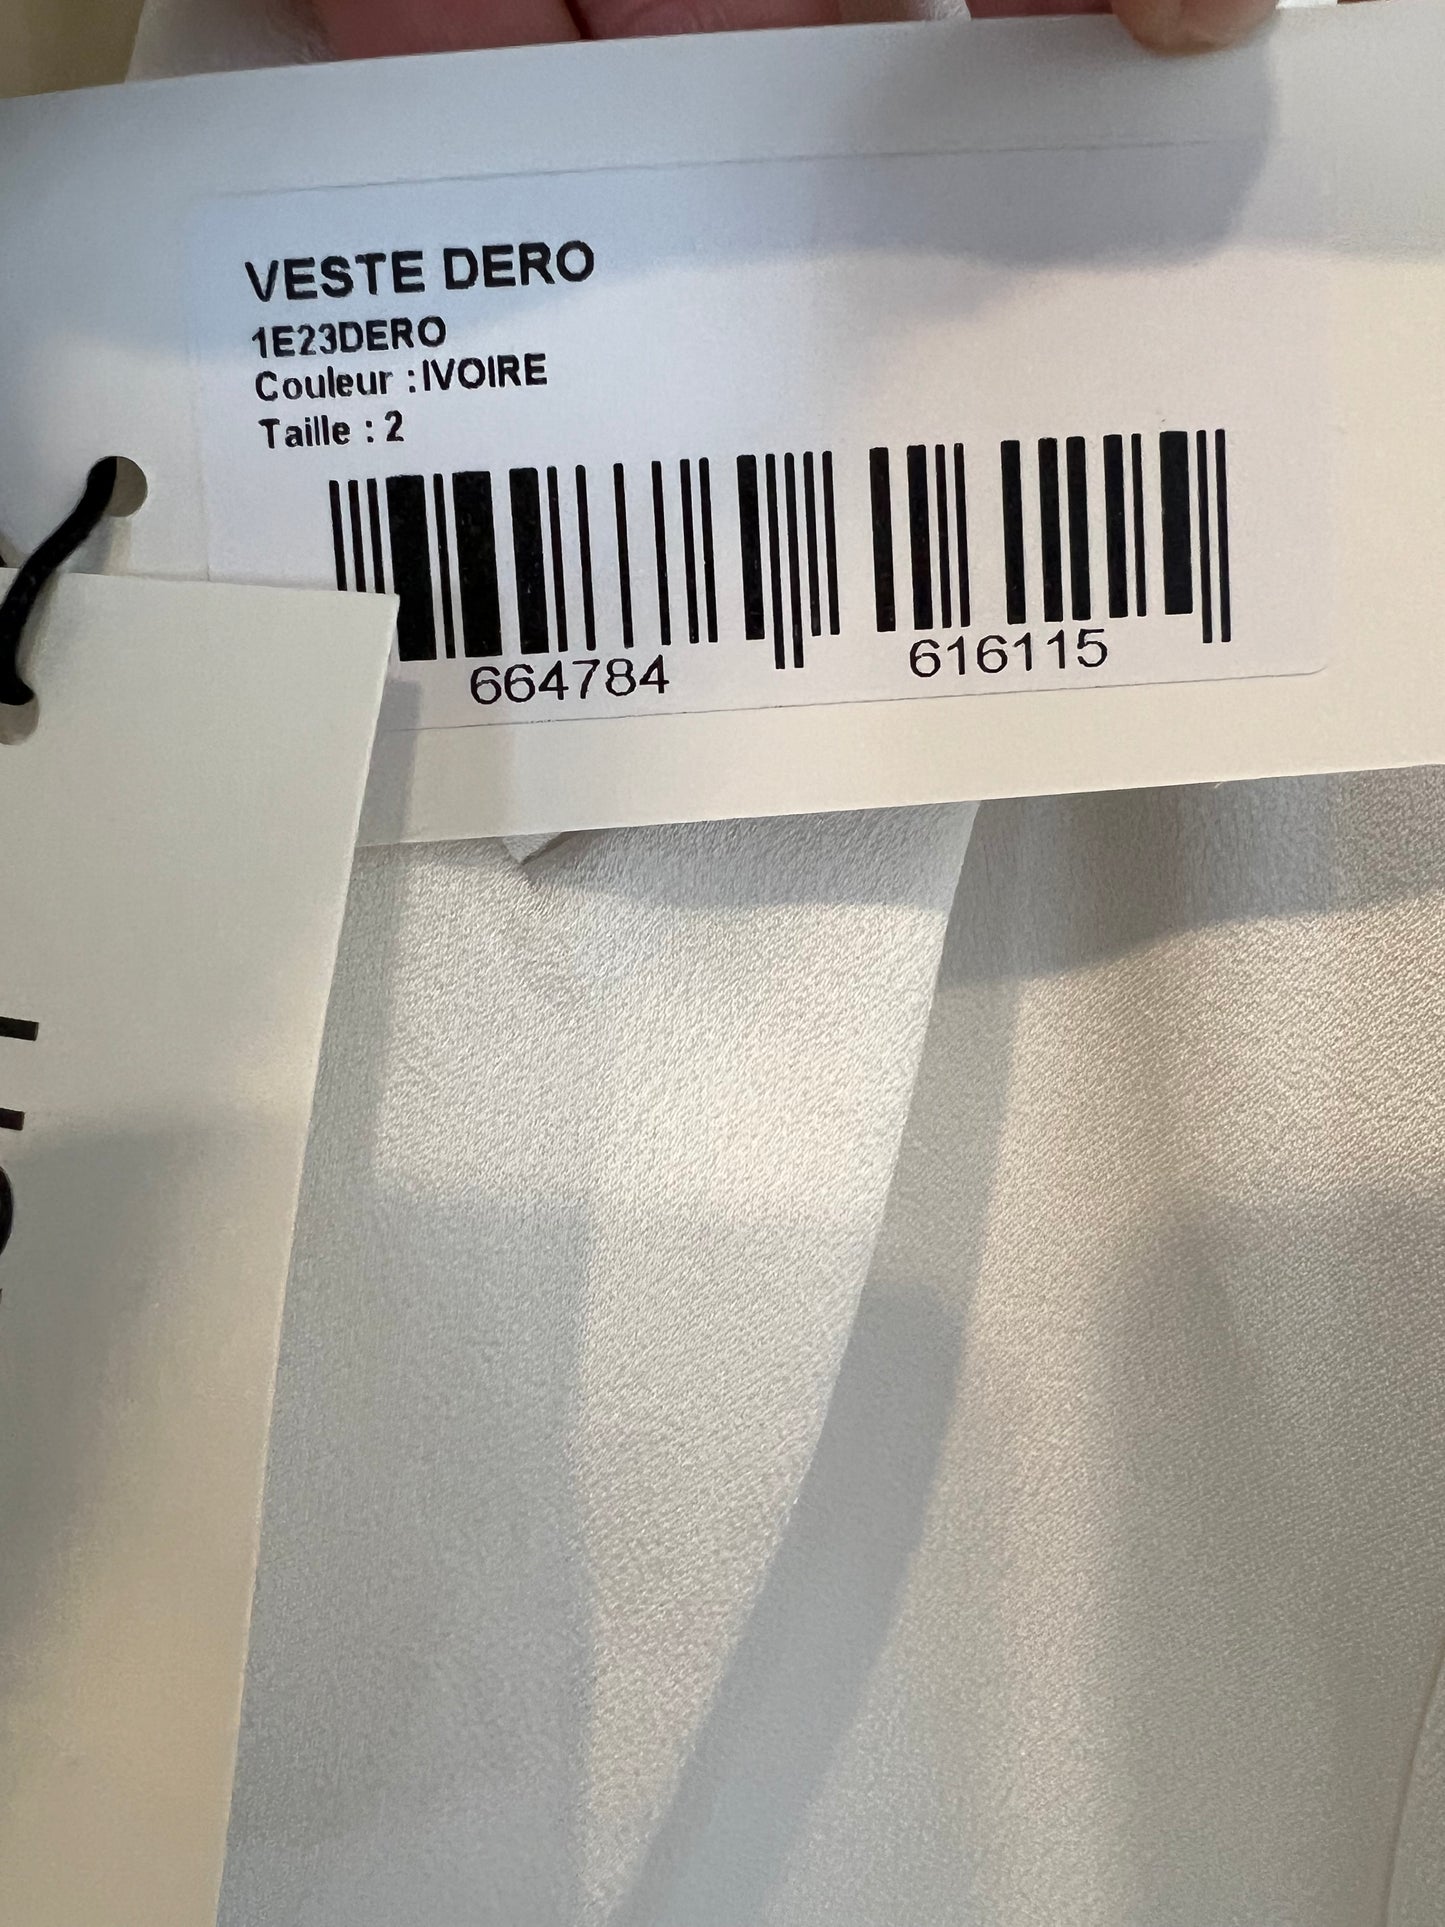 VESTE DERO
1E23DERO
Couleur : IVOIRE
Taille : 2
664784 616115